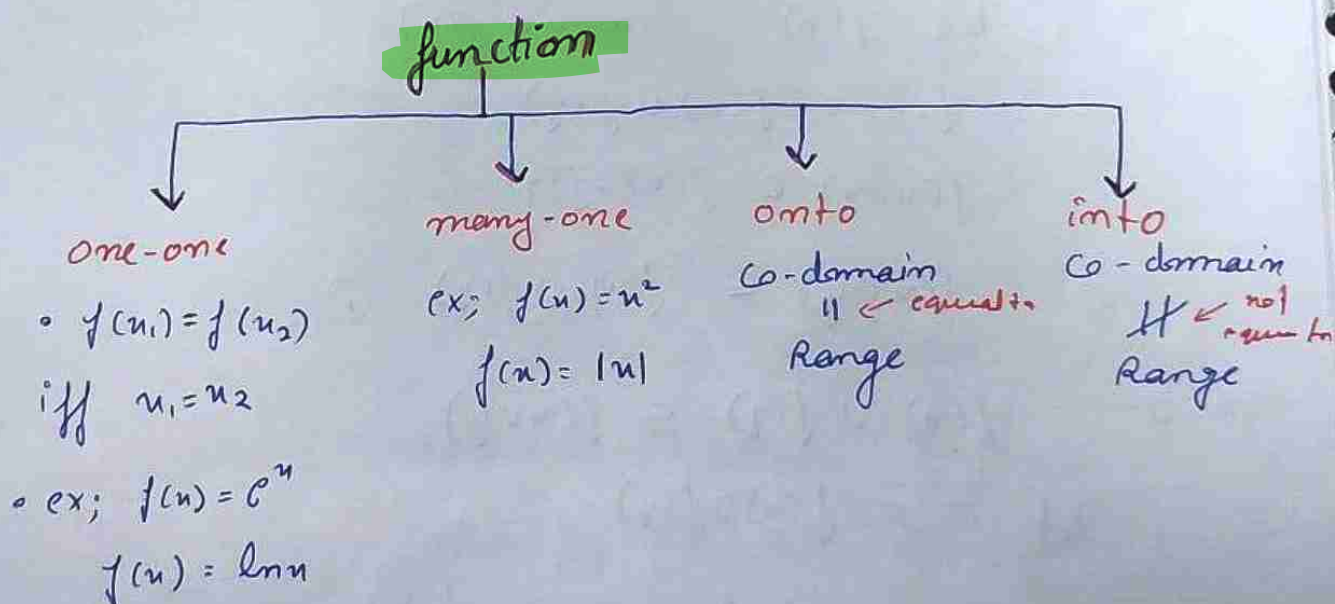 function
one-one
• f(x₁) = f(x₂)
iff x₁ = x₂
• ex; f(x) = eˣ
f(x) = lnx
many-one
ex; f(x) = x²
f(x) = |x|
onto
Co-domain
|| ← equal to
Range
into
Co-domain
≠ ← not
equal to
Range